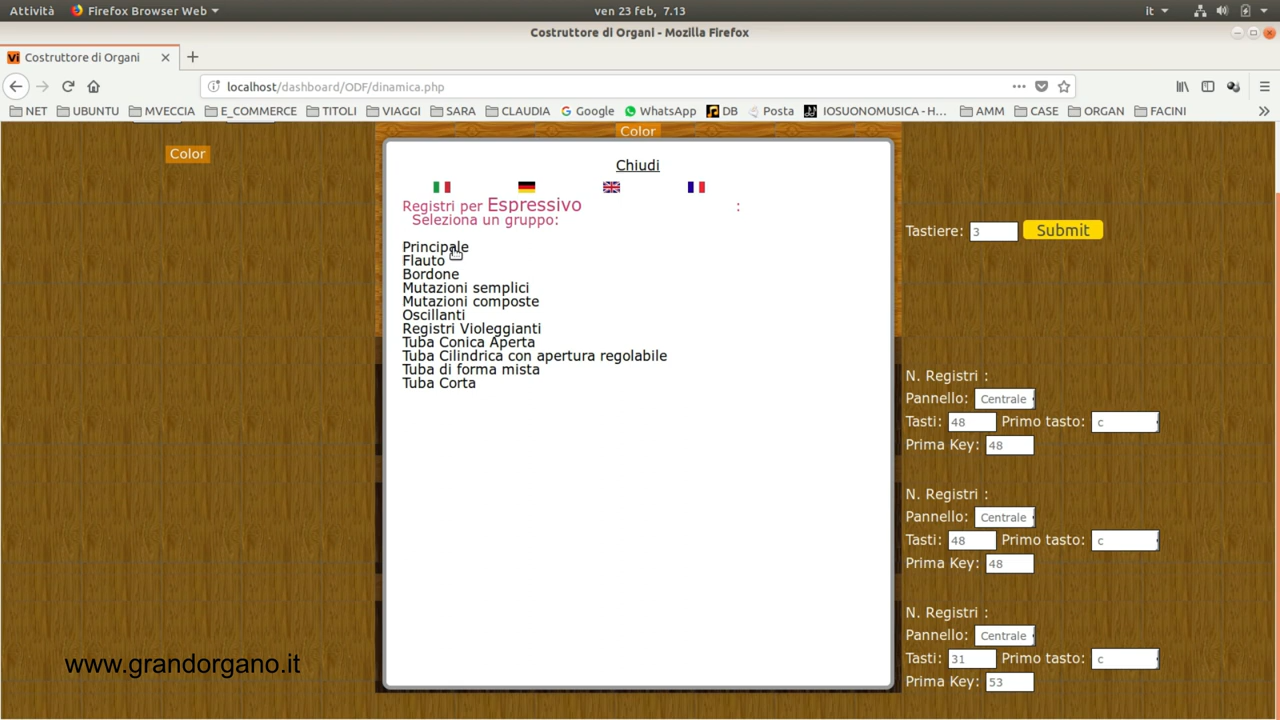 Attività Firefox Browser Web ven 23 feb, 7.13 it
Costruttore di Organi - Mozilla Firefox
Costruttore di Organi
localhost/dashboard/ODF/dinamica.php
NET UBUNTU MVECCIA E_COMMERCE TITOLI VIAGGI SARA CLAUDIA Google WhatsApp DB Posta IOSUONOMUSICA - H... AMM CASE ORGAN FACINI
Color
Color
Chiudi
Registri per Espressivo :
Seleziona un gruppo:
Principale
Flauto
Bordone
Mutazioni semplici
Mutazioni composte
Oscillanti
Registri Violeggianti
Tuba Conica Aperta
Tuba Cilindrica con apertura regolabile
Tuba di forma mista
Tuba Corta
Tastiere: 3 Submit
N. Registri :
Pannello: Centrale
Tasti: 48 Primo tasto: c
Prima Key: 48
N. Registri :
Pannello: Centrale
Tasti: 48 Primo tasto: c
Prima Key: 48
N. Registri :
Pannello: Centrale
Tasti: 31 Primo tasto: c
Prima Key: 53
www.grandorgano.it